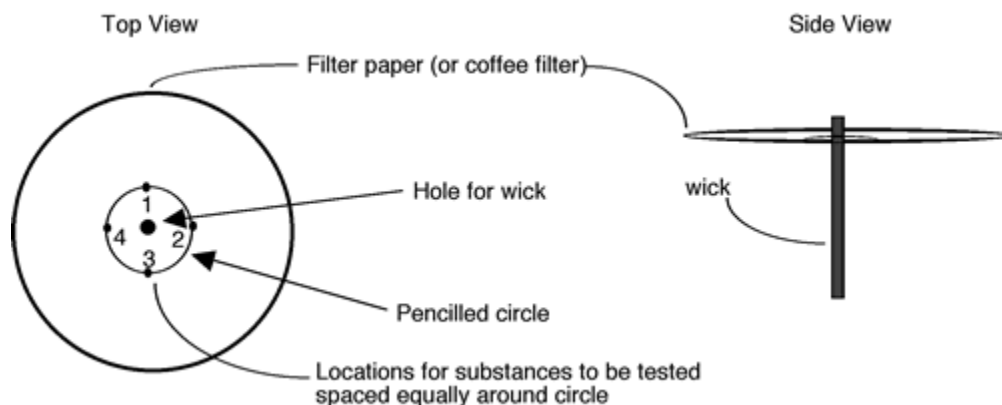 Top View
Side View
Filter paper (or coffee filter)
Hole for wick
wick
1
4
2
3
Pencilled circle
Locations for substances to be tested
spaced equally around circle